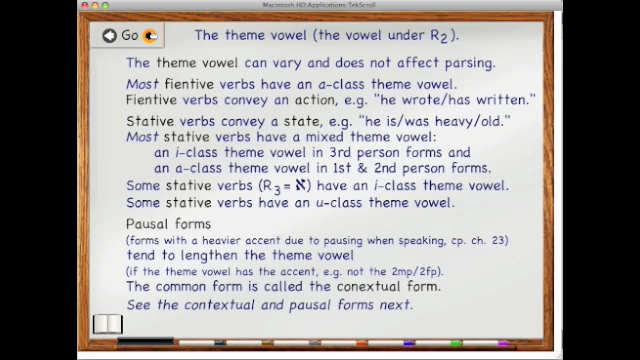 Macintosh HD:Applications:TekScroll
Go
The theme vowel (the vowel under R2).
The theme vowel can vary and does not affect parsing.
Most fientive verbs have an a-class theme vowel.
Fientive verbs convey an action, e.g. "he wrote/has written."
Stative verbs convey a state, e.g. "he is/was heavy/old."
Most stative verbs have a mixed theme vowel:
an i-class theme vowel in 3rd person forms and
an a-class theme vowel in 1st & 2nd person forms.
Some stative verbs (R3 = א) have an i-class theme vowel.
Some stative verbs have an u-class theme vowel.
Pausal forms
(forms with a heavier accent due to pausing when speaking, cp. ch. 23)
tend to lengthen the theme vowel
(if the theme vowel has the accent, e.g. not the 2mp/2fp).
The common form is called the conextual form.
See the contextual and pausal forms next.